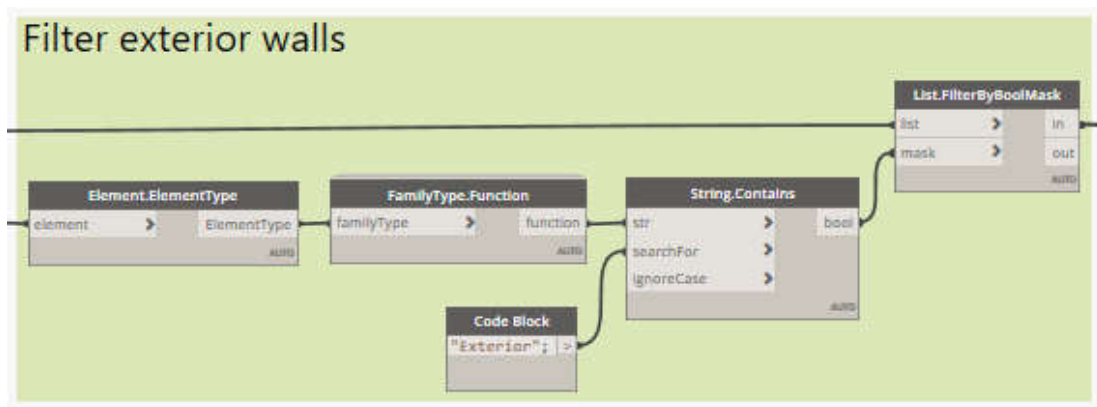 Filter exterior walls
List.FilterByBoolMask
list > in
mask > out
AUTO
Element.ElementType
element > ElementType
AUTO
FamilyType.Function
familyType > function
AUTO
String.Contains
str > bool
searchFor >
ignoreCase >
AUTO
Code Block
"Exterior"; >